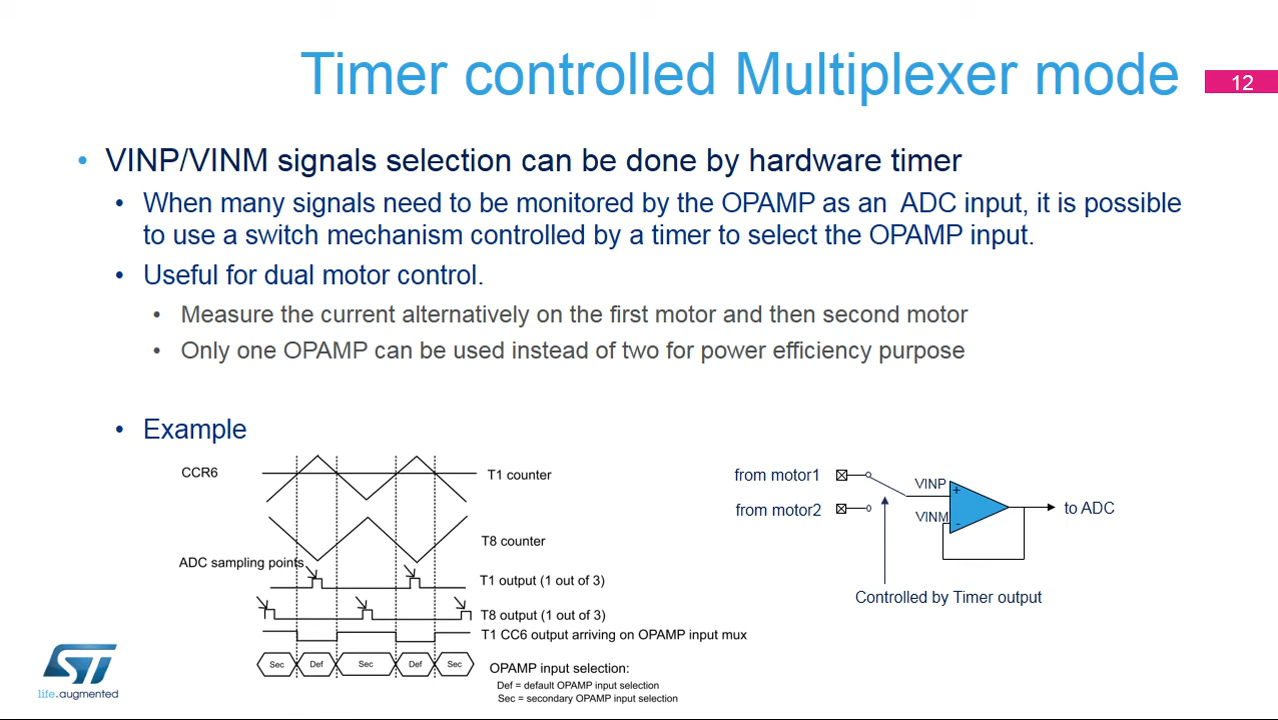 Timer controlled Multiplexer mode
12
• VINP/VINM signals selection can be done by hardware timer
• When many signals need to be monitored by the OPAMP as an ADC input, it is possible
to use a switch mechanism controlled by a timer to select the OPAMP input.
• Useful for dual motor control.
• Measure the current alternatively on the first motor and then second motor
• Only one OPAMP can be used instead of two for power efficiency purpose
• Example
CCR6
T1 counter
T8 counter
ADC sampling points
T1 output (1 out of 3)
T8 output (1 out of 3)
T1 CC6 output arriving on OPAMP input mux
Sec Def Sec Def Sec
OPAMP input selection:
Def = default OPAMP input selection
Sec = secondary OPAMP input selection
from motor1
from motor2
VINP
+
VINM
-
to ADC
Controlled by Timer output
ST
life.augmented